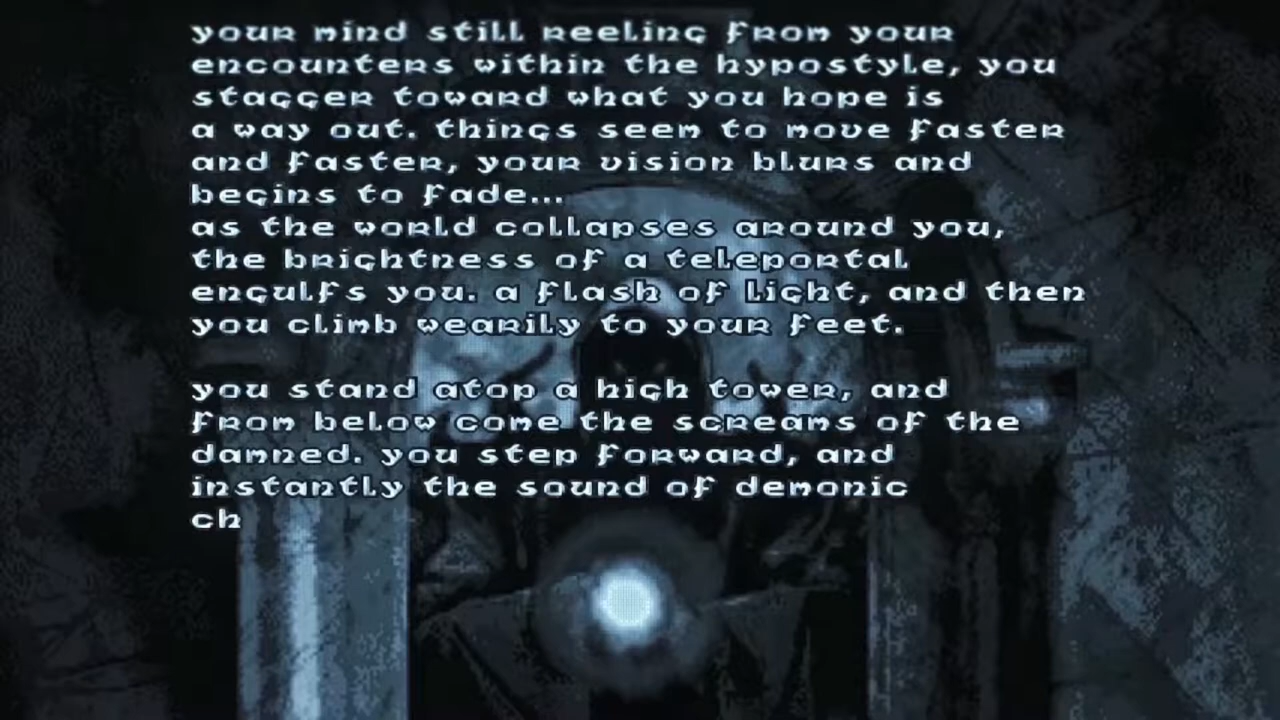 your mind still reeling from your
encounters within the hypostyle, you
stagger toward what you hope is
a way out. things seem to move faster
and faster, your vision blurs and
begins to fade...
as the world collapses around you,
the brightness of a teleportal
engulfs you. a flash of light, and then
you climb wearily to your feet.
you stand atop a high tower, and
from below come the screams of the
damned. you step forward, and
instantly the sound of demonic
ch